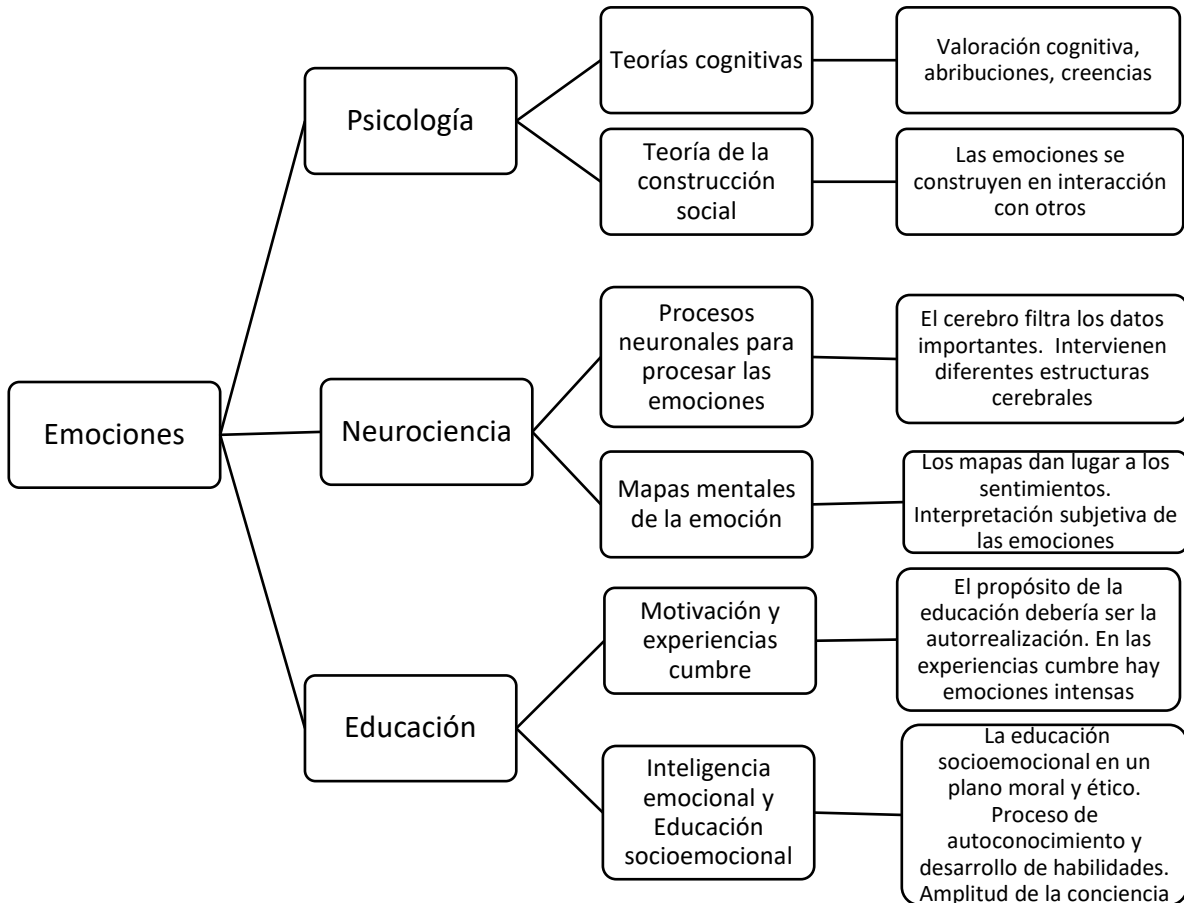 Emociones
Psicología
Teorías cognitivas
Valoración cognitiva,
abribuciones, creencias
Teoría de la
construcción
social
Las emociones se
construyen en interacción
con otros
Neurociencia
Procesos
neuronales para
procesar las
emociones
El cerebro filtra los datos
importantes.  Intervienen
diferentes estructuras
cerebrales
Mapas mentales
de la emoción
Los mapas dan lugar a los
sentimientos.
Interpretación subjetiva de
las emociones
Educación
Motivación y
experiencias
cumbre
El propósito de la
educación debería ser la
autorrealización. En las
experiencias cumbre hay
emociones intensas
Inteligencia
emocional y
Educación
socioemocional
La educación
socioemocional en un
plano moral y ético.
Proceso de
autoconocimiento y
desarrollo de habilidades.
Amplitud de la conciencia